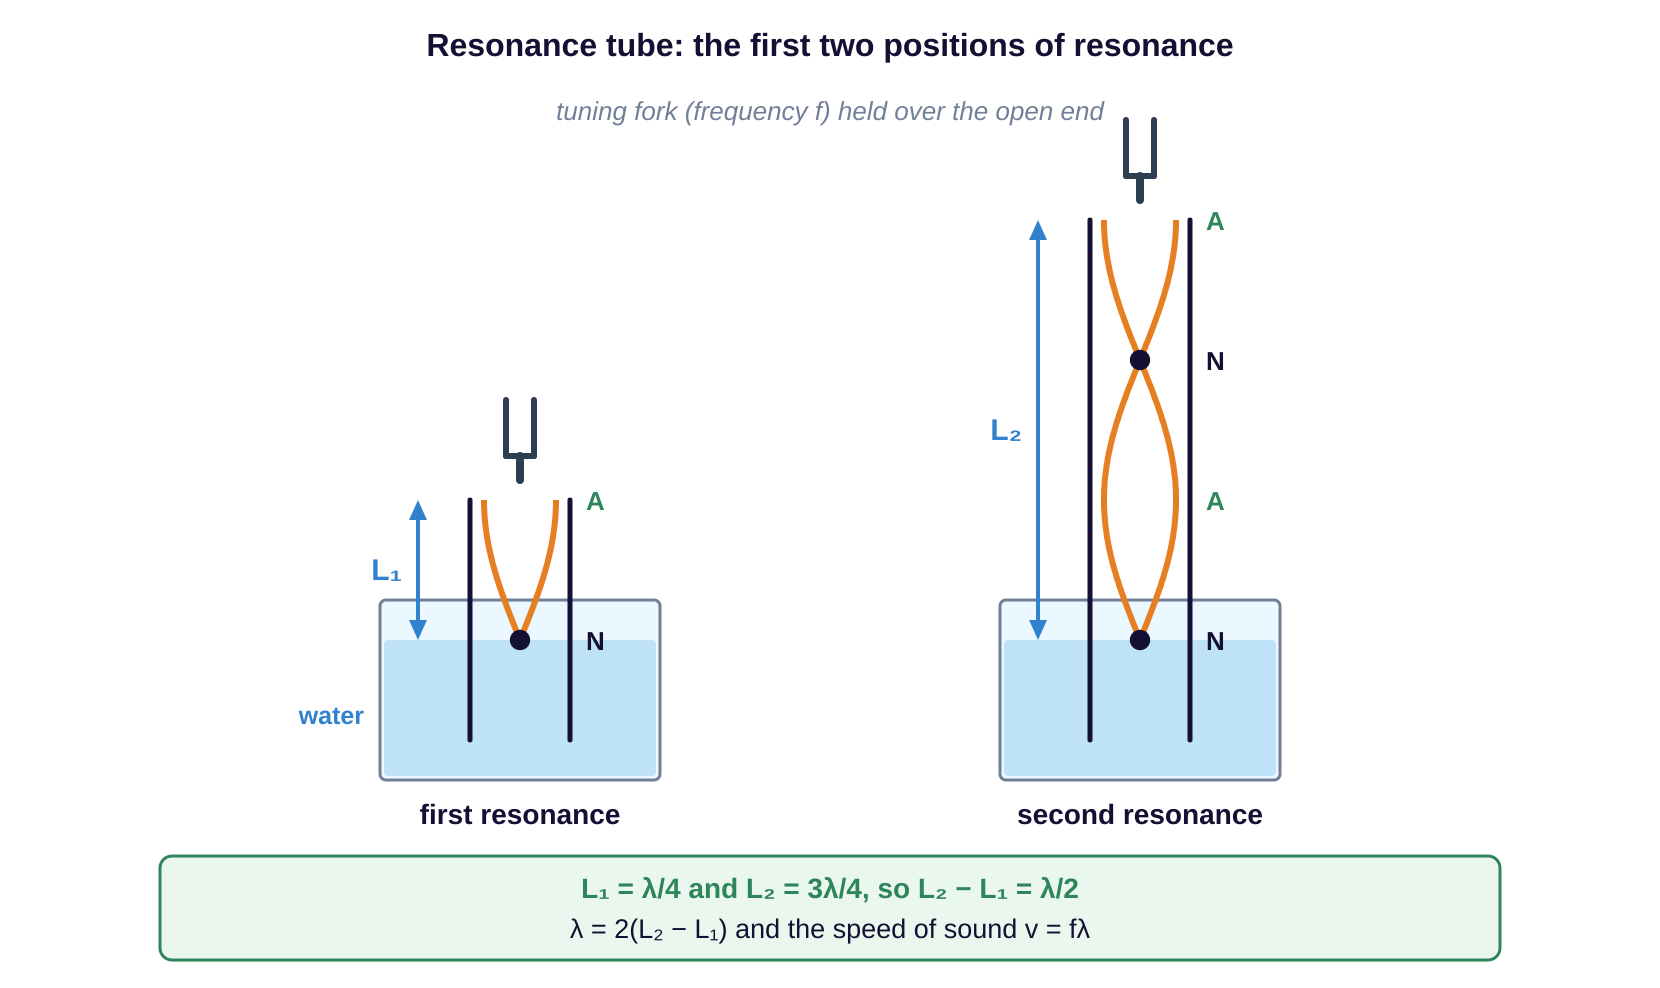 Resonance tube: the first two positions of resonance
tuning fork (frequency f) held over the open end
A
N
L₂
A
A
L₁
N
N
water
first resonance
second resonance
L₁ = λ/4 and L₂ = 3λ/4, so L₂ − L₁ = λ/2
λ = 2(L₂ − L₁) and the speed of sound v = fλ